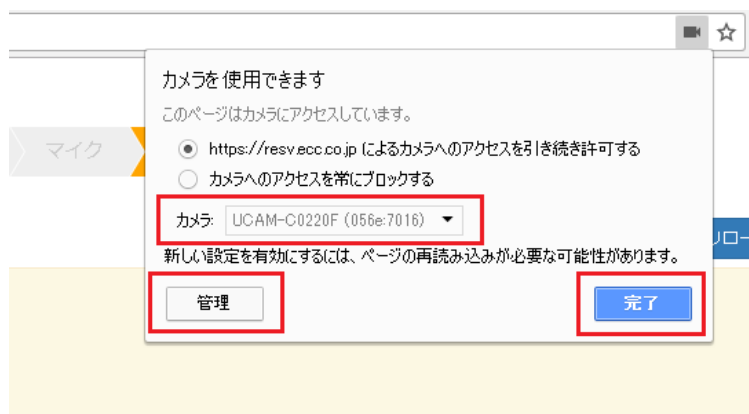 カメラを使用できます
このページはカメラにアクセスしています。
マイク
https://resv.ecc.co.jp によるカメラへのアクセスを引き続き許可する
カメラへのアクセスを常にブロックする
カメラ: UCAM-C0220F (056e:7016)
リロー
新しい設定を有効にするには、ページの再読み込みが必要な可能性があります。
管理
完了